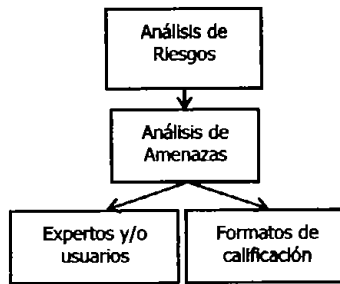 Análisis de
Riesgos
Análisis de
Amenazas
Expertos y/o
usuarios
Formatos de
calificación